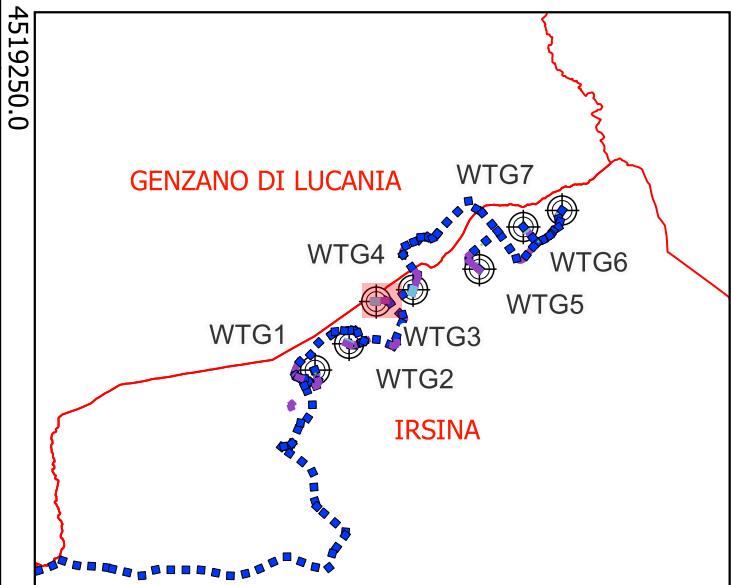 4519250.0
WTG7
GENZANO DI LUCANIA
WTG4
WTG6
WTG5
WTG1
WTG3
WTG2
IRSINA